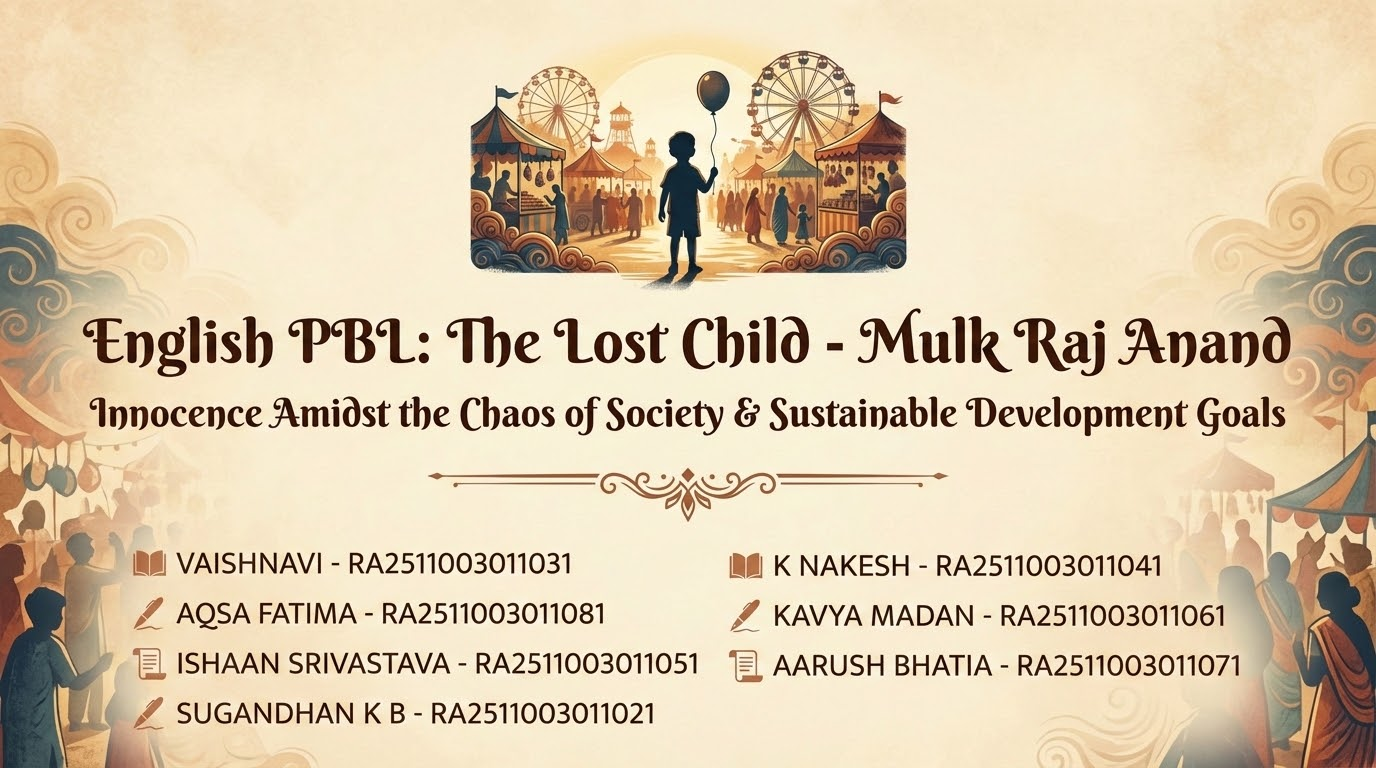 English PBL: The Lost Child - Mulk Raj Anand
Innocence Amidst the Chaos of Society & Sustainable Development Goals
VAISHNAVI - RA2511003011031
AQSA FATIMA - RA2511003011081
ISHAAN SRIVASTAVA - RA2511003011051
SUGANDHAN K B - RA2511003011021
K NAKESH - RA2511003011041
KAVYA MADAN - RA2511003011061
AARUSH BHATIA - RA2511003011071